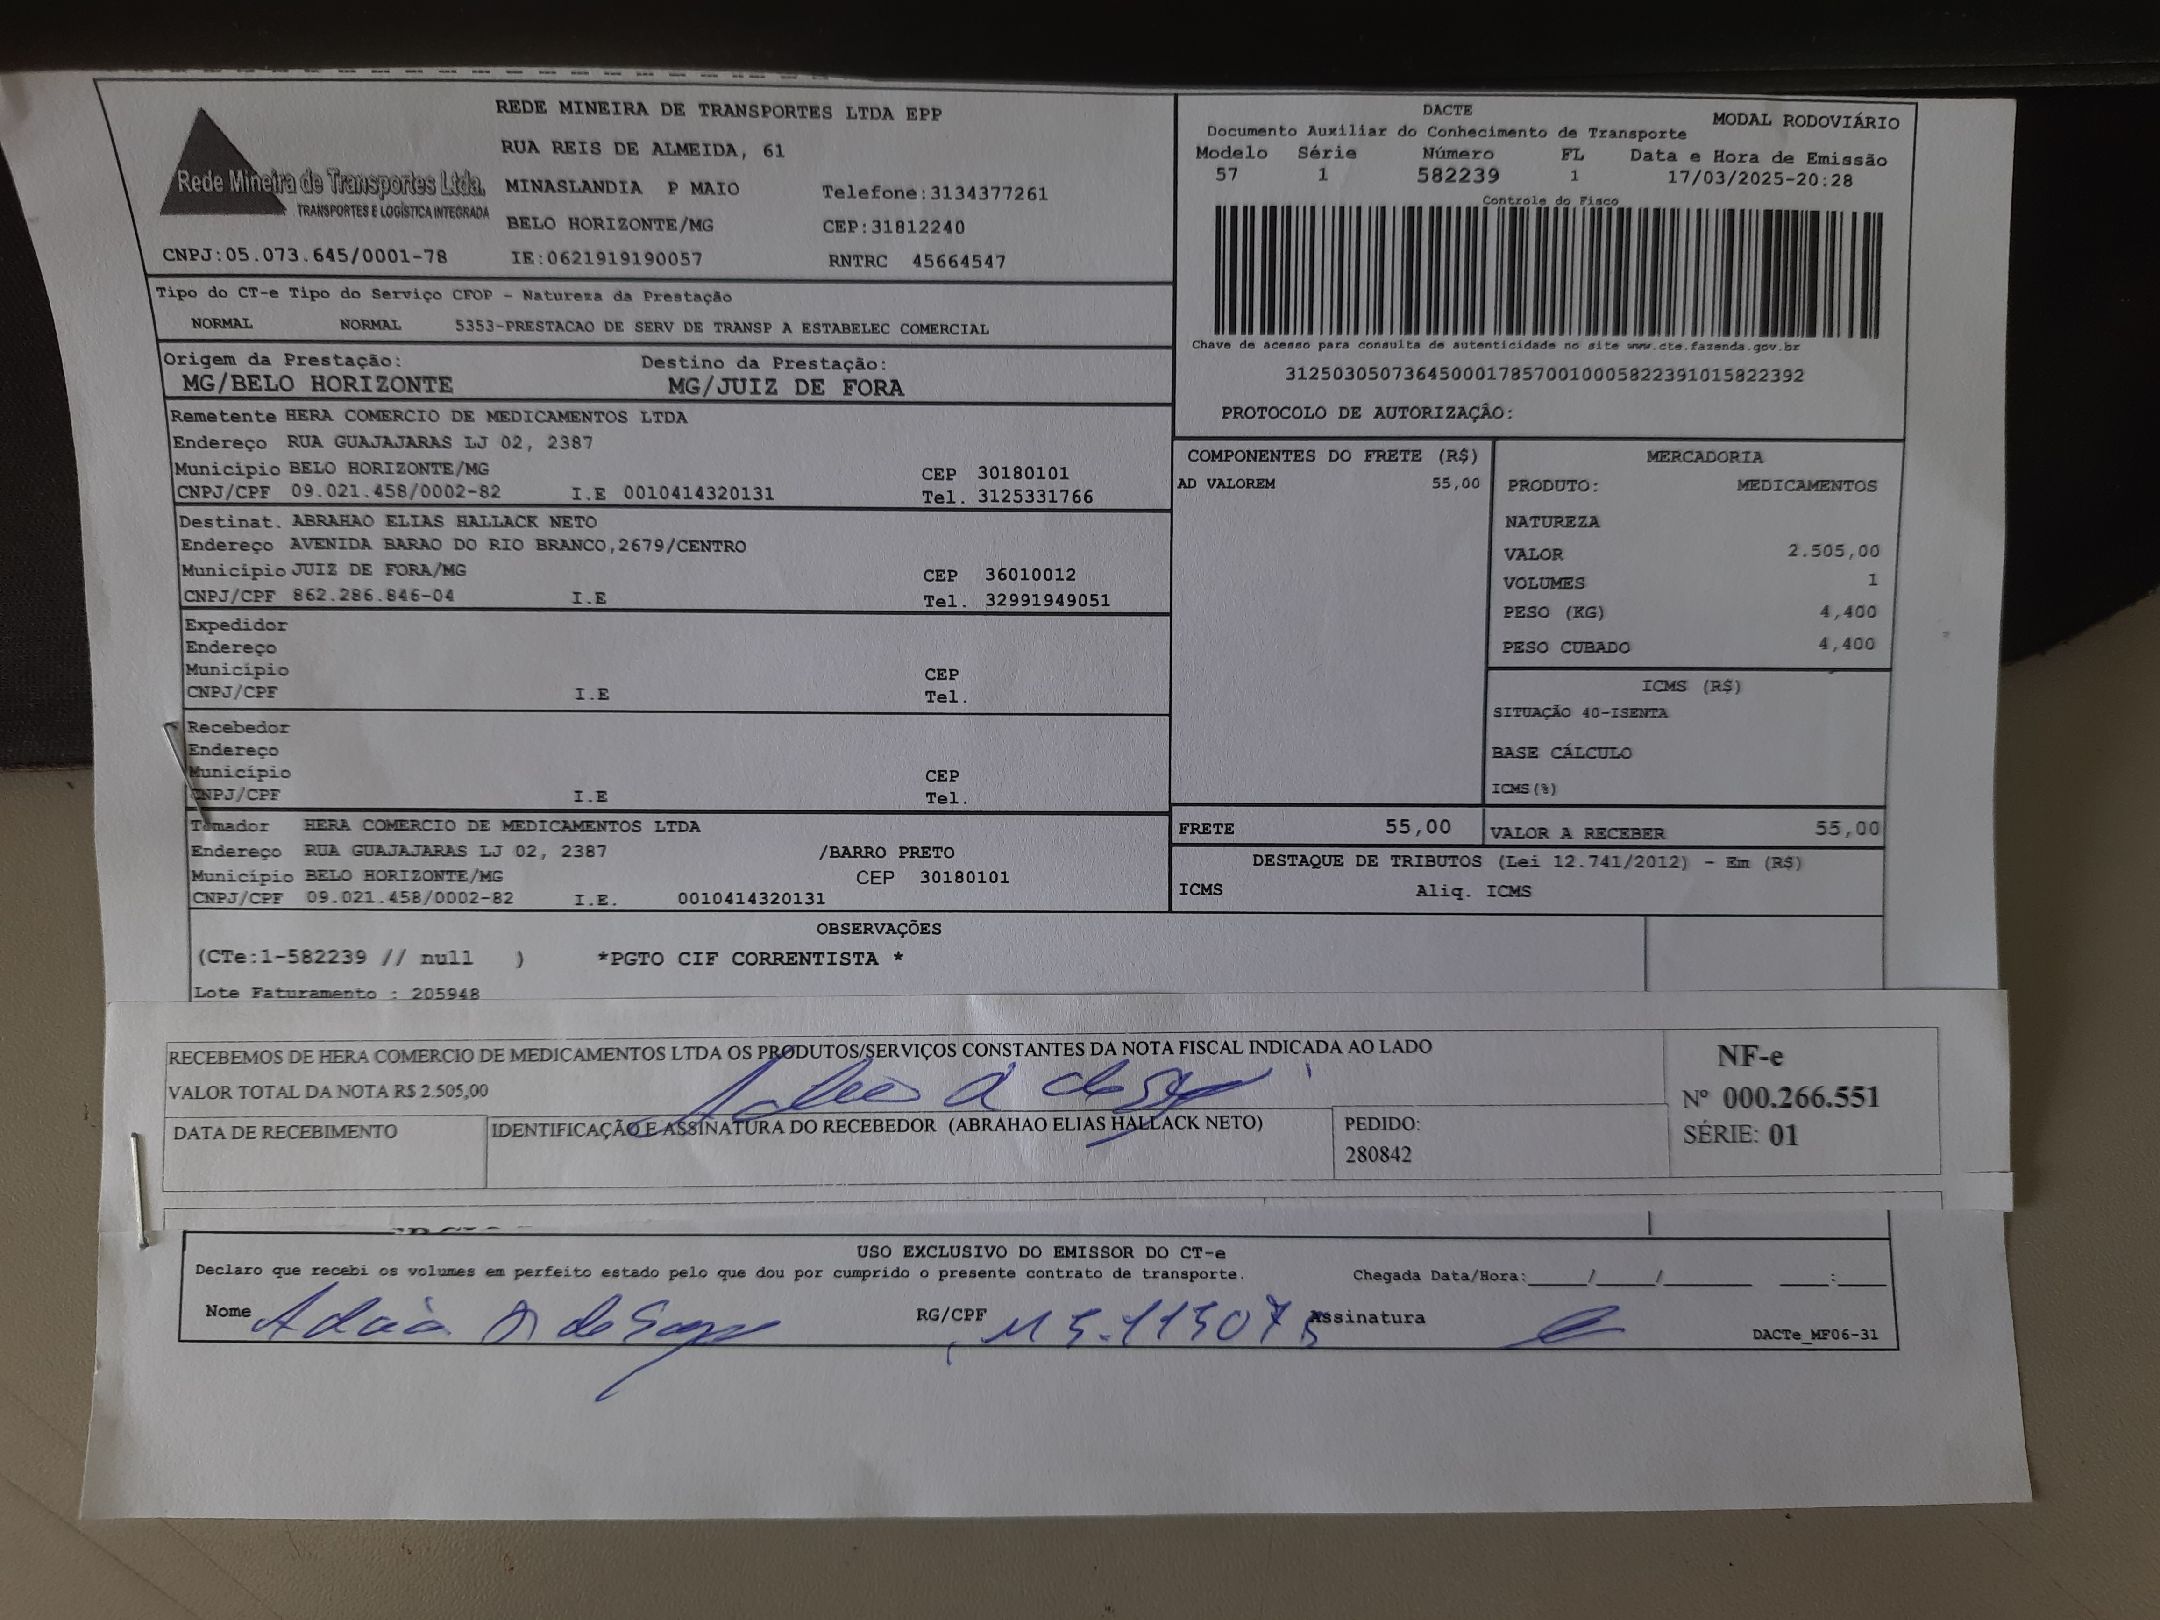 REDE MINEIRA DE TRANSPORTES LTDA EPP
RUA REIS DE ALMEIDA, 61
Rede Mineira de Transportes Ltda.
TRANSPORTES E LOGÍSTICA INTEGRADA
MINASLANDIA P MAIO Telefone:3134377261
BELO HORIZONTE/MG CEP:31812240
CNPJ:05.073.645/0001-78 IE:0621919190057 RNTRC 45664547
DACTE MODAL RODOVIÁRIO
Documento Auxiliar do Conhecimento de Transporte
Modelo Série Número FL Data e Hora de Emissão
57 1 582239 1 17/03/2025-20:28
Controle do Fisco
Chave de acesso para consulta de autenticidade no site www.cte.fazenda.gov.br
31250305073645000178570010005822391015822392
PROTOCOLO DE AUTORIZAÇÃO:
Tipo do CT-e Tipo do Serviço CFOP - Natureza da Prestação
NORMAL NORMAL 5353-PRESTACAO DE SERV DE TRANSP A ESTABELEC COMERCIAL
Origem da Prestação: Destino da Prestação:
MG/BELO HORIZONTE MG/JUIZ DE FORA
Remetente HERA COMERCIO DE MEDICAMENTOS LTDA
Endereço RUA GUAJAJARAS LJ 02, 2387
Município BELO HORIZONTE/MG CEP 30180101
CNPJ/CPF 09.021.458/0002-82 I.E 0010414320131 Tel. 3125331766
Destinat. ABRAHAO ELIAS HALLACK NETO
Endereço AVENIDA BARAO DO RIO BRANCO,2679/CENTRO
Município JUIZ DE FORA/MG CEP 36010012
CNPJ/CPF 862.286.846-04 I.E Tel. 32991949051
Expedidor
Endereço
Município CEP
CNPJ/CPF I.E Tel.
Recebedor
Endereço
Município CEP
CNPJ/CPF I.E Tel.
Tomador HERA COMERCIO DE MEDICAMENTOS LTDA
Endereço RUA GUAJAJARAS LJ 02, 2387 /BARRO PRETO
Município BELO HORIZONTE/MG CEP 30180101
CNPJ/CPF 09.021.458/0002-82 I.E. 0010414320131
COMPONENTES DO FRETE (R$)
AD VALOREM 55,00
MERCADORIA
PRODUTO: MEDICAMENTOS
NATUREZA
VALOR 2.505,00
VOLUMES 1
PESO (KG) 4,400
PESO CUBADO 4,400
ICMS (R$)
SITUAÇÃO 40-ISENTA
BASE CÁLCULO
ICMS(%)
FRETE 55,00 VALOR A RECEBER 55,00
DESTAQUE DE TRIBUTOS (Lei 12.741/2012) - Em (R$)
ICMS Aliq. ICMS
OBSERVAÇÕES
(CTe:1-582239 // null ) *PGTO CIF CORRENTISTA *
Lote Faturamento : 205948
RECEBEMOS DE HERA COMERCIO DE MEDICAMENTOS LTDA OS PRODUTOS/SERVIÇOS CONSTANTES DA NOTA FISCAL INDICADA AO LADO
VALOR TOTAL DA NOTA R$ 2.505,00
DATA DE RECEBIMENTO
IDENTIFICAÇÃO E ASSINATURA DO RECEBEDOR (ABRAHAO ELIAS HALLACK NETO)
PEDIDO:
280842
NF-e
Nº 000.266.551
SÉRIE: 01
USO EXCLUSIVO DO EMISSOR DO CT-e
Declaro que recebi os volumes em perfeito estado pelo que dou por cumprido o presente contrato de transporte. Chegada Data/Hora:____/____/______ ___:___
Nome RG/CPF Assinatura
DACTe_MF06-31